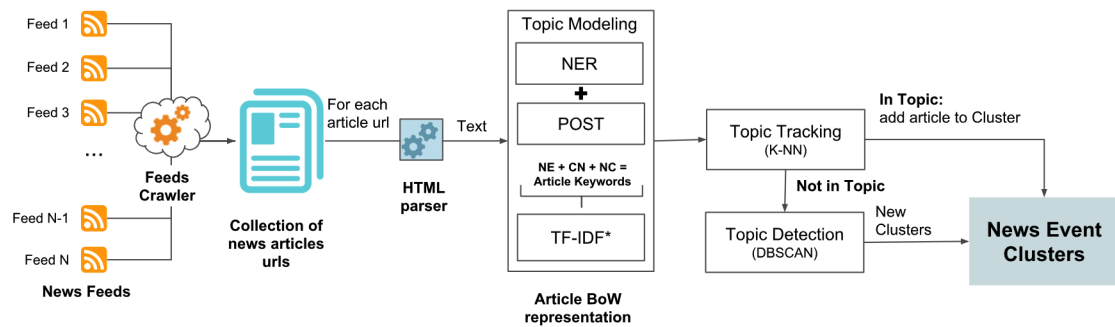 Feed 1
Feed 2
Feed 3
...
Feed N-1
Feed N
News Feeds
Feeds
Crawler
Collection of
news articles
urls
For each
article url
HTML
parser
Text
Topic Modeling
NER
+
POST
NE + CN + NC =
Article Keywords
TF-IDF*
Article BoW
representation
Topic Tracking
(K-NN)
In Topic:
add article to Cluster
Not in Topic
Topic Detection
(DBSCAN)
New
Clusters
News Event
Clusters